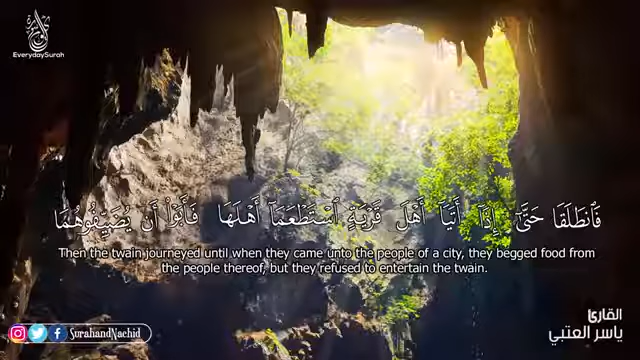 EverydaySurah
فَٱنطَلَقَا حَتَّىٰٓ إِذَآ أَتَيَآ أَهْلَ قَرْيَةٍ ٱسْتَطْعَمَآ أَهْلَهَا فَأَبَوْا۟ أَن يُضَيِّفُوهُمَا
Then the twain journeyed until when they came unto the people of a city, they begged food from
the people thereof, but they refused to entertain the twain.
SurahandNachid
القارئ
ياسر العتبي